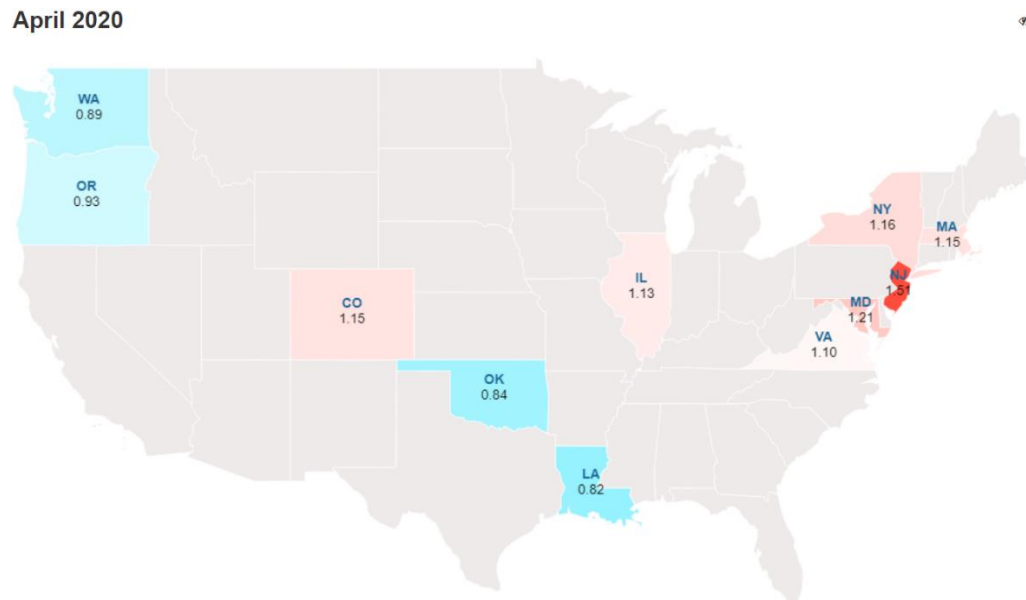 April 2020
WA
0.89
OR
0.93
NY
1.16
MA
1.15
IL
1.13
NJ
1.51
CO
1.15
MD
1.21
VA
1.10
OK
0.84
LA
0.82